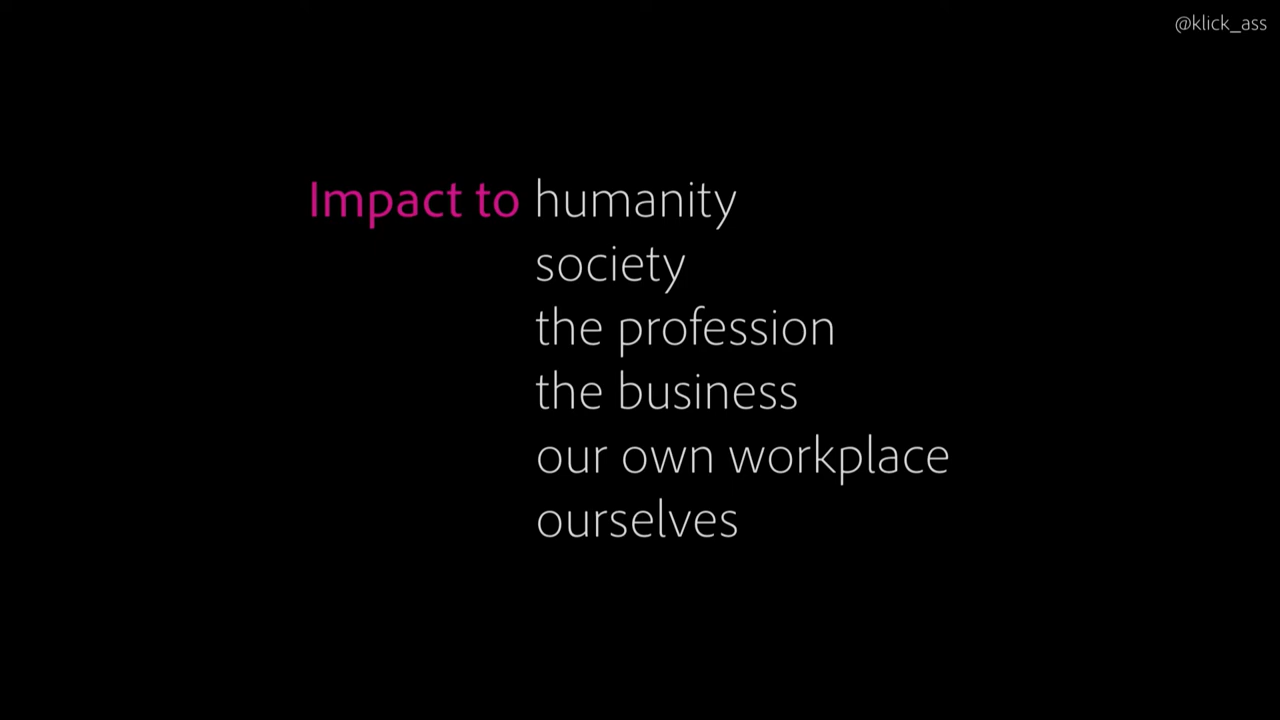 @klick_ass
Impact to humanity
society
the profession
the business
our own workplace
ourselves